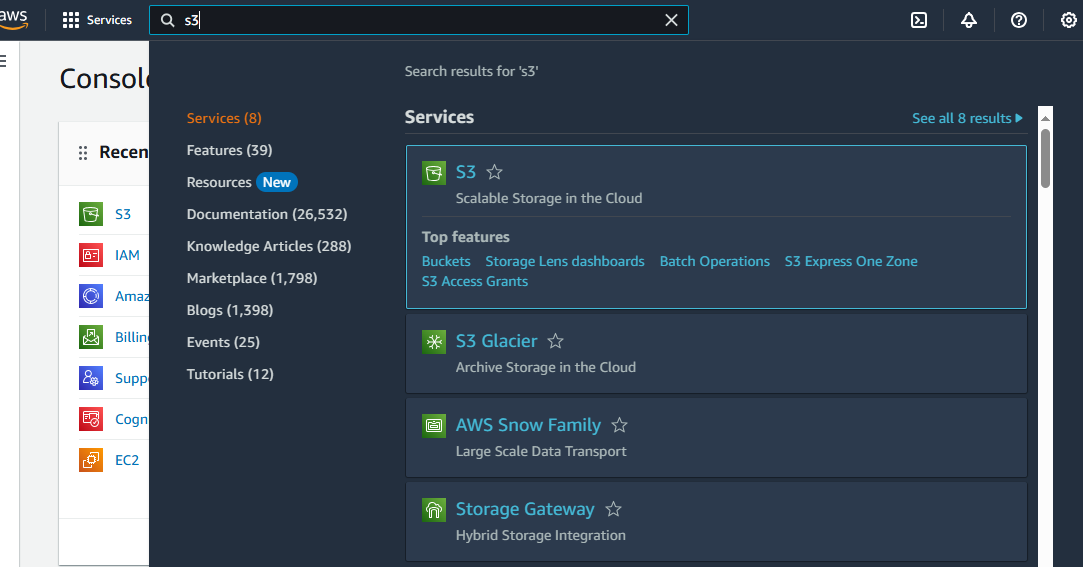 aws
Services
s3
Search results for 's3'
Console
Recen
S3
IAM
Amaz
Billing
Suppo
Cogn
EC2
Services (8)
Features (39)
Resources New
Documentation (26,532)
Knowledge Articles (288)
Marketplace (1,798)
Blogs (1,398)
Events (25)
Tutorials (12)
Services
See all 8 results
S3
Scalable Storage in the Cloud
Top features
Buckets Storage Lens dashboards Batch Operations S3 Express One Zone
S3 Access Grants
S3 Glacier
Archive Storage in the Cloud
AWS Snow Family
Large Scale Data Transport
Storage Gateway
Hybrid Storage Integration